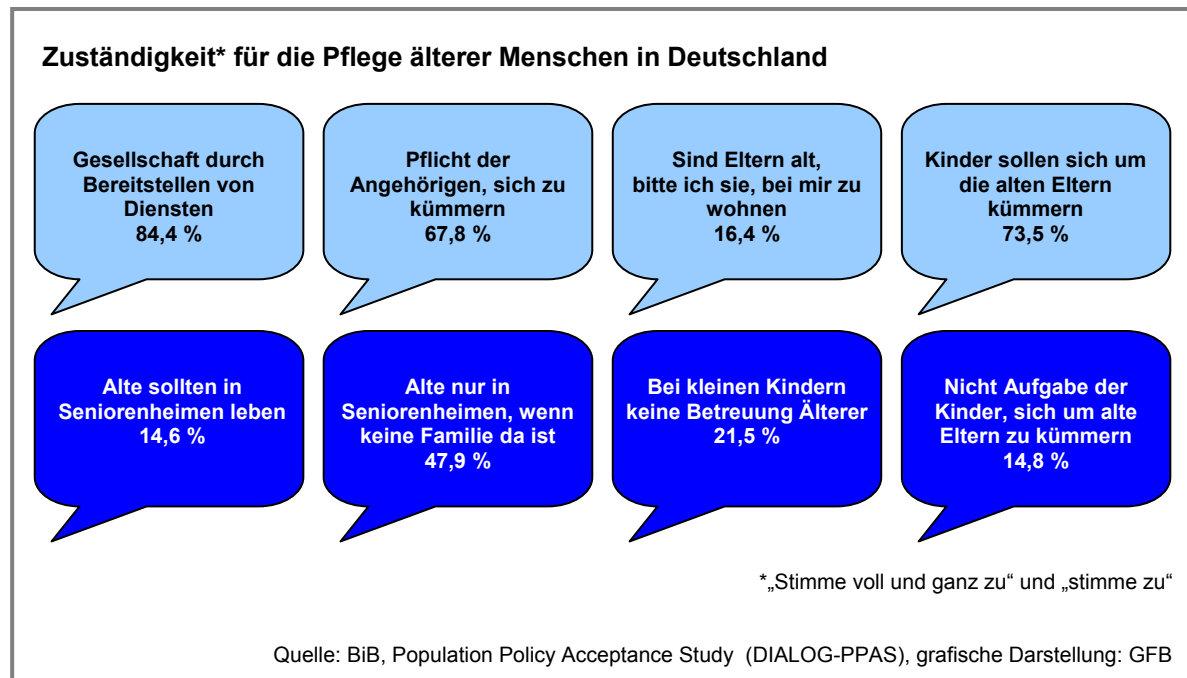 Zuständigkeit* für die Pflege älterer Menschen in Deutschland
Gesellschaft durch
Bereitstellen von
Diensten
84,4 %
Pflicht der
Angehörigen, sich zu
kümmern
67,8 %
Sind Eltern alt,
bitte ich sie, bei mir zu
wohnen
16,4 %
Kinder sollen sich um
die alten Eltern
kümmern
73,5 %
Alte sollten in
Seniorenheimen leben
14,6 %
Alte nur in
Seniorenheimen, wenn
keine Familie da ist
47,9 %
Bei kleinen Kindern
keine Betreuung Älterer
21,5 %
Nicht Aufgabe der
Kinder, sich um alte
Eltern zu kümmern
14,8 %
*„Stimme voll und ganz zu“ und „stimme zu“
Quelle: BiB, Population Policy Acceptance Study (DIALOG-PPAS), grafische Darstellung: GFB